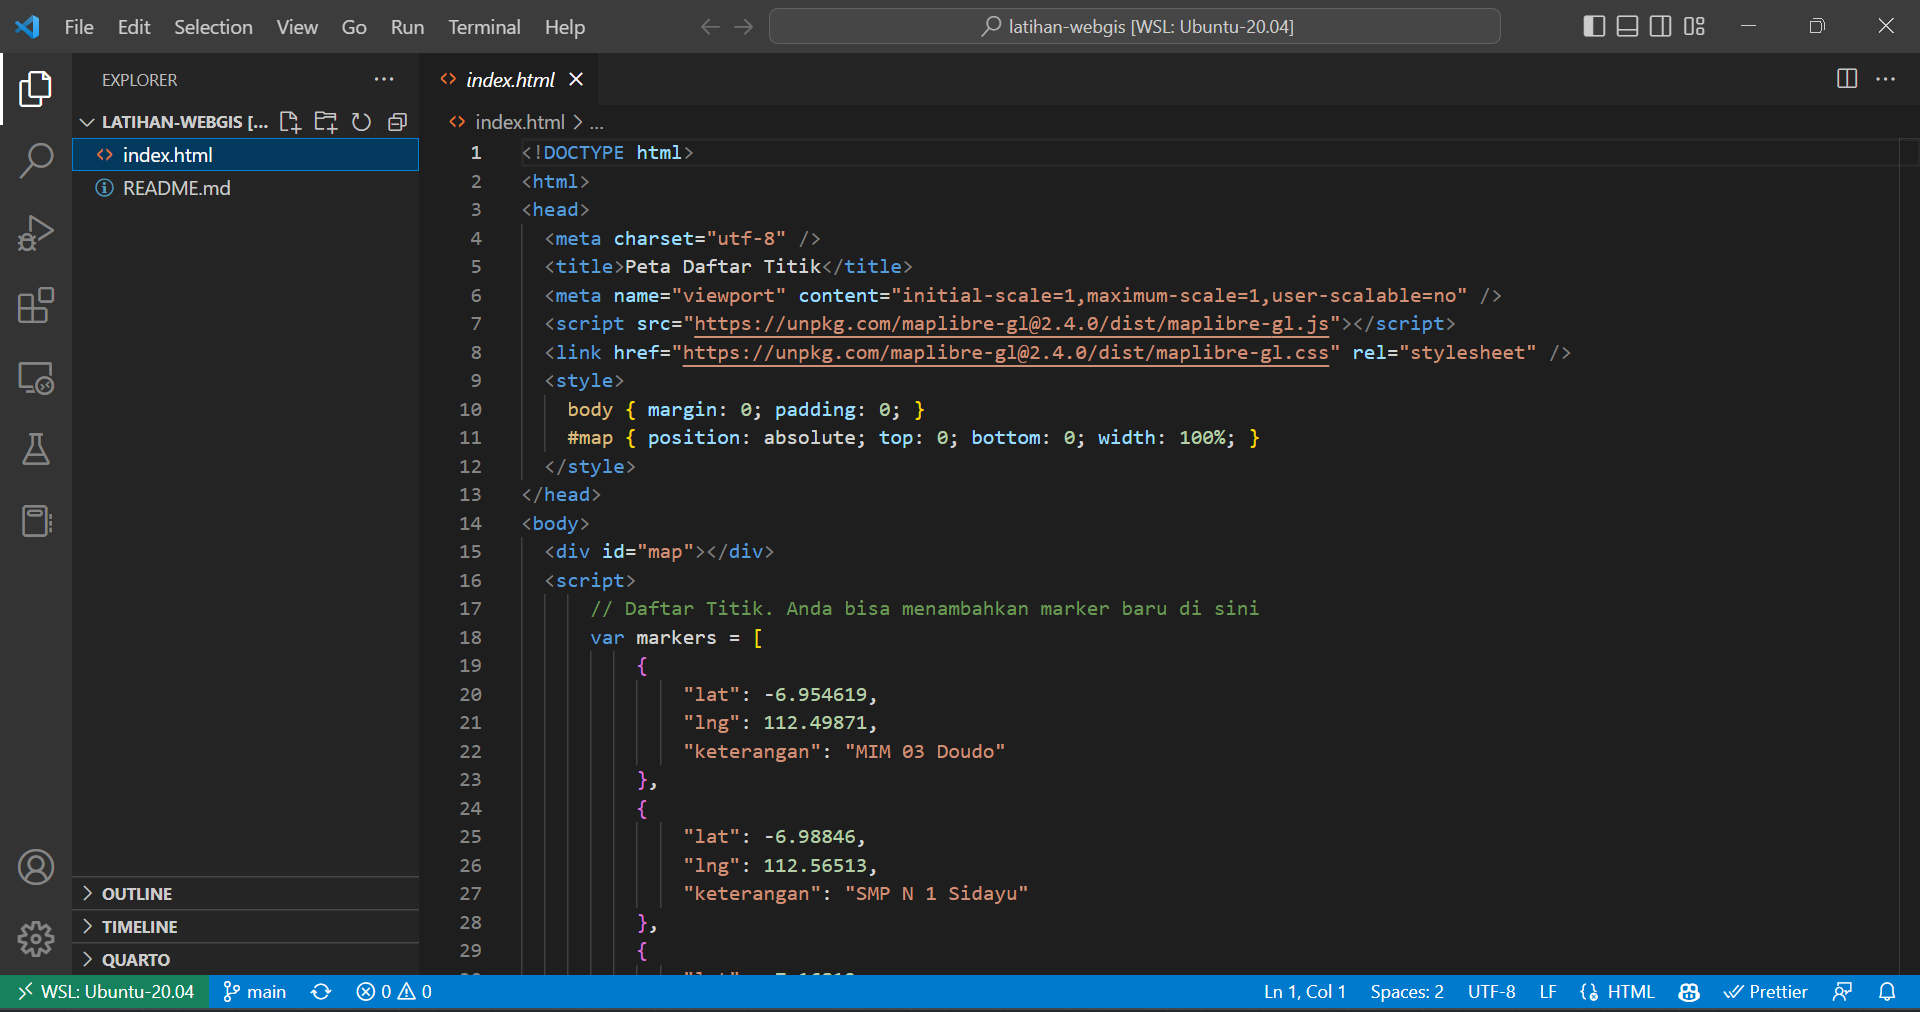 File Edit Selection View Go Run Terminal Help
latihan-webgis [WSL: Ubuntu-20.04]
EXPLORER
index.html
LATIHAN-WEBGIS [...
index.html
README.md
OUTLINE
TIMELINE
QUARTO
index.html > ...
1 <!DOCTYPE html>
2 <html>
3 <head>
4 <meta charset="utf-8" />
5 <title>Peta Daftar Titik</title>
6 <meta name="viewport" content="initial-scale=1,maximum-scale=1,user-scalable=no" />
7 <script src="https://unpkg.com/maplibre-gl@2.4.0/dist/maplibre-gl.js"></script>
8 <link href="https://unpkg.com/maplibre-gl@2.4.0/dist/maplibre-gl.css" rel="stylesheet" />
9 <style>
10 body { margin: 0; padding: 0; }
11 #map { position: absolute; top: 0; bottom: 0; width: 100%; }
12 </style>
13 </head>
14 <body>
15 <div id="map"></div>
16 <script>
17 // Daftar Titik. Anda bisa menambahkan marker baru di sini
18 var markers = [
19 {
20 "lat": -6.954619,
21 "lng": 112.49871,
22 "keterangan": "MIM 03 Doudo"
23 },
24 {
25 "lat": -6.98846,
26 "lng": 112.56513,
27 "keterangan": "SMP N 1 Sidayu"
28 },
29 {
WSL: Ubuntu-20.04 main 0 0 Ln 1, Col 1 Spaces: 2 UTF-8 LF HTML Prettier